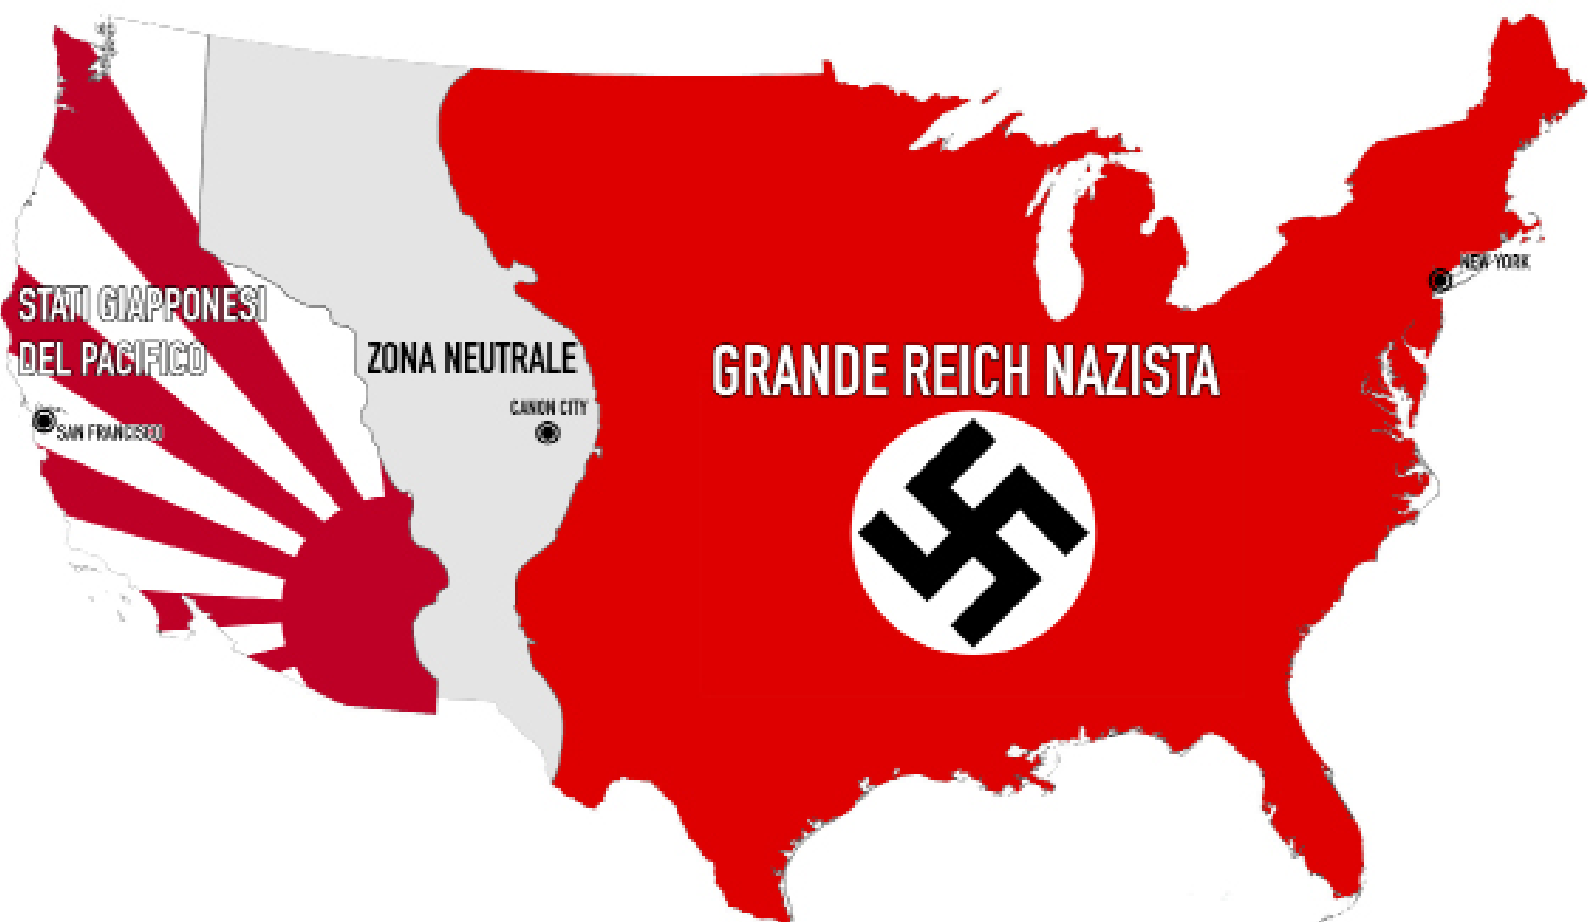 STATI GIAPPONESI
DEL PACIFICO
SAN FRANCISCO
ZONA NEUTRALE
CANON CITY
GRANDE REICH NAZISTA
NEW YORK